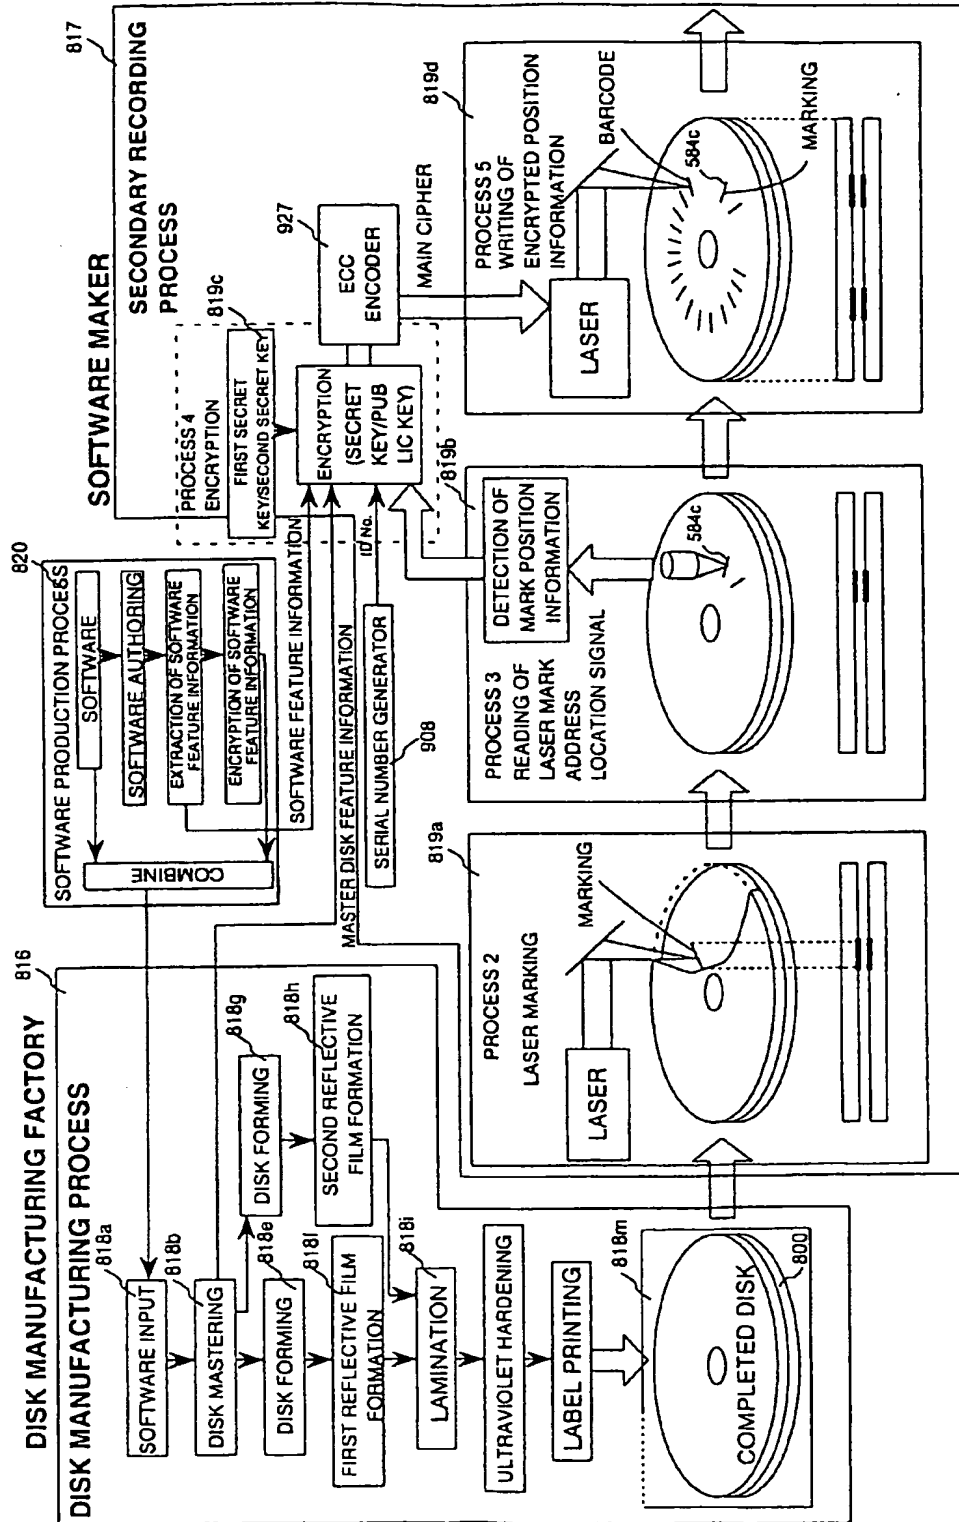 DISK MANUFACTURING FACTORY
DISK MANUFACTURING PROCESS
816
818a
SOFTWARE INPUT
818b
DISK MASTERING
818e
DISK FORMING
818g
DISK FORMING
818f
FIRST REFLECTIVE FILM
FORMATION
818h
SECOND REFLECTIVE
FILM FORMATION
818i
LAMINATION
ULTRAVIOLET HARDENING
LABEL PRINTING
818m
COMPLETED DISK
800
820
SOFTWARE PRODUCTION PROCESS
SOFTWARE
SOFTWARE AUTHORING
EXTRACTION OF SOFTWARE
FEATURE INFORMATION
ENCRYPTION OF SOFTWARE
FEATURE INFORMATION
COMBINE
SOFTWARE FEATURE INFORMATION
MASTER DISK FEATURE INFORMATION
SERIAL NUMBER GENERATOR
908
ID No.
SOFTWARE MAKER
817
SECONDARY RECORDING
PROCESS
PROCESS 4
ENCRYPTION
819c
FIRST SECRET
KEY/SECOND SECRET KEY
ENCRYPTION
(SECRET
KEY/PUB
LIC KEY)
927
ECC
ENCODER
MAIN CIPHER
819a
PROCESS 2
LASER MARKING
LASER
MARKING
819b
PROCESS 3
READING OF
LASER MARK
ADDRESS
LOCATION SIGNAL
DETECTION OF
MARK POSITION
INFORMATION
584c
819d
PROCESS 5
WRITING OF
ENCRYPTED POSITION
INFORMATION
LASER
BARCODE
584c
MARKING